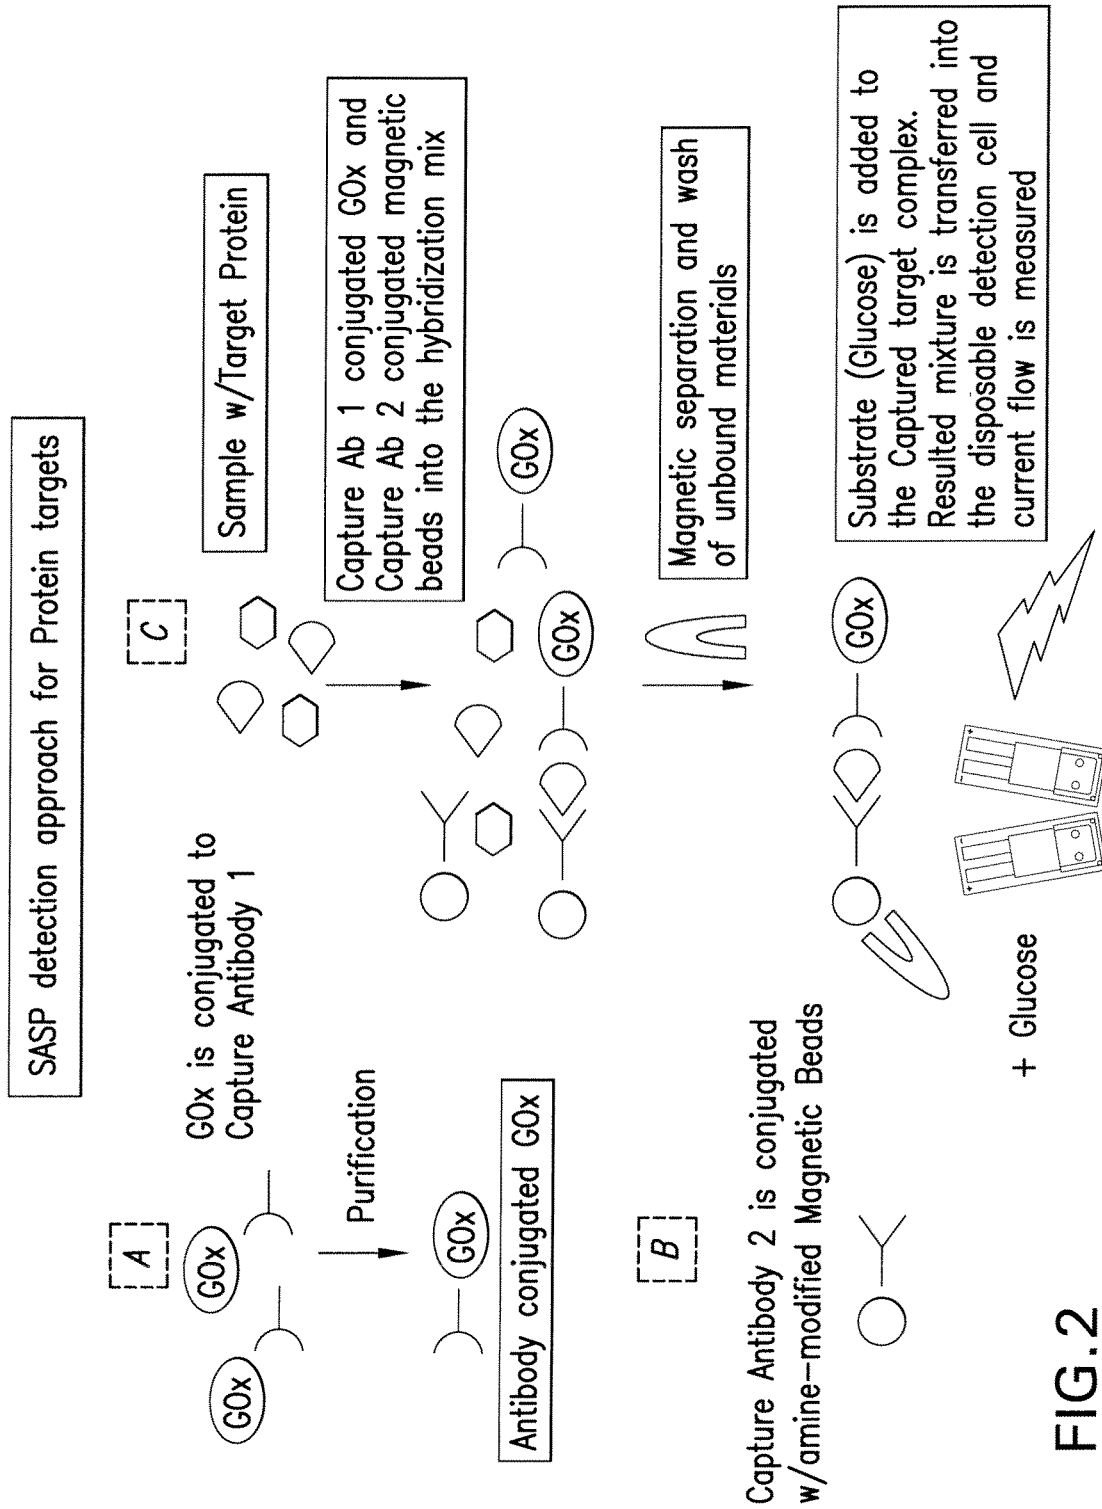 SASP detection approach for Protein targets
A
GOx
GOx
GOx is conjugated to
Capture Antibody 1
Purification
GOx
Antibody conjugated GOx
B
Capture Antibody 2 is conjugated
w/amine-modified Magnetic Beads
C
Sample w/Target Protein
Capture Ab 1 conjugated GOx and
Capture Ab 2 conjugated magnetic
beads into the hybridization mix
GOx
GOx
Magnetic separation and wash
of unbound materials
GOx
Substrate (Glucose) is added to
the Captured target complex.
Resulted mixture is transferred into
the disposable detection cell and
current flow is measured
+ Glucose
FIG.2